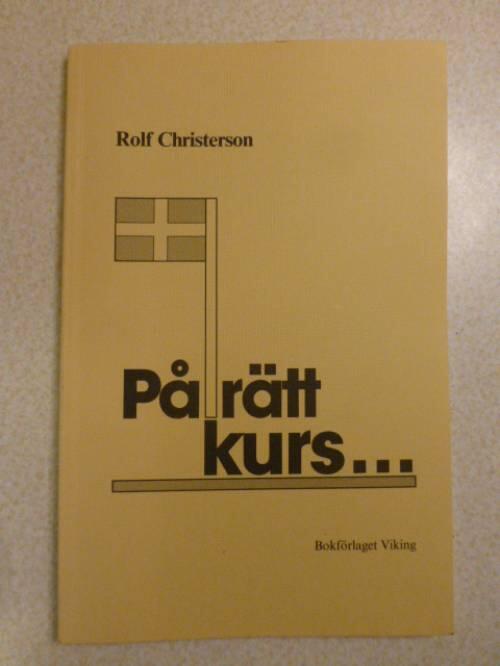 Rolf Christerson
På rätt
kurs...
Bokförlaget Viking